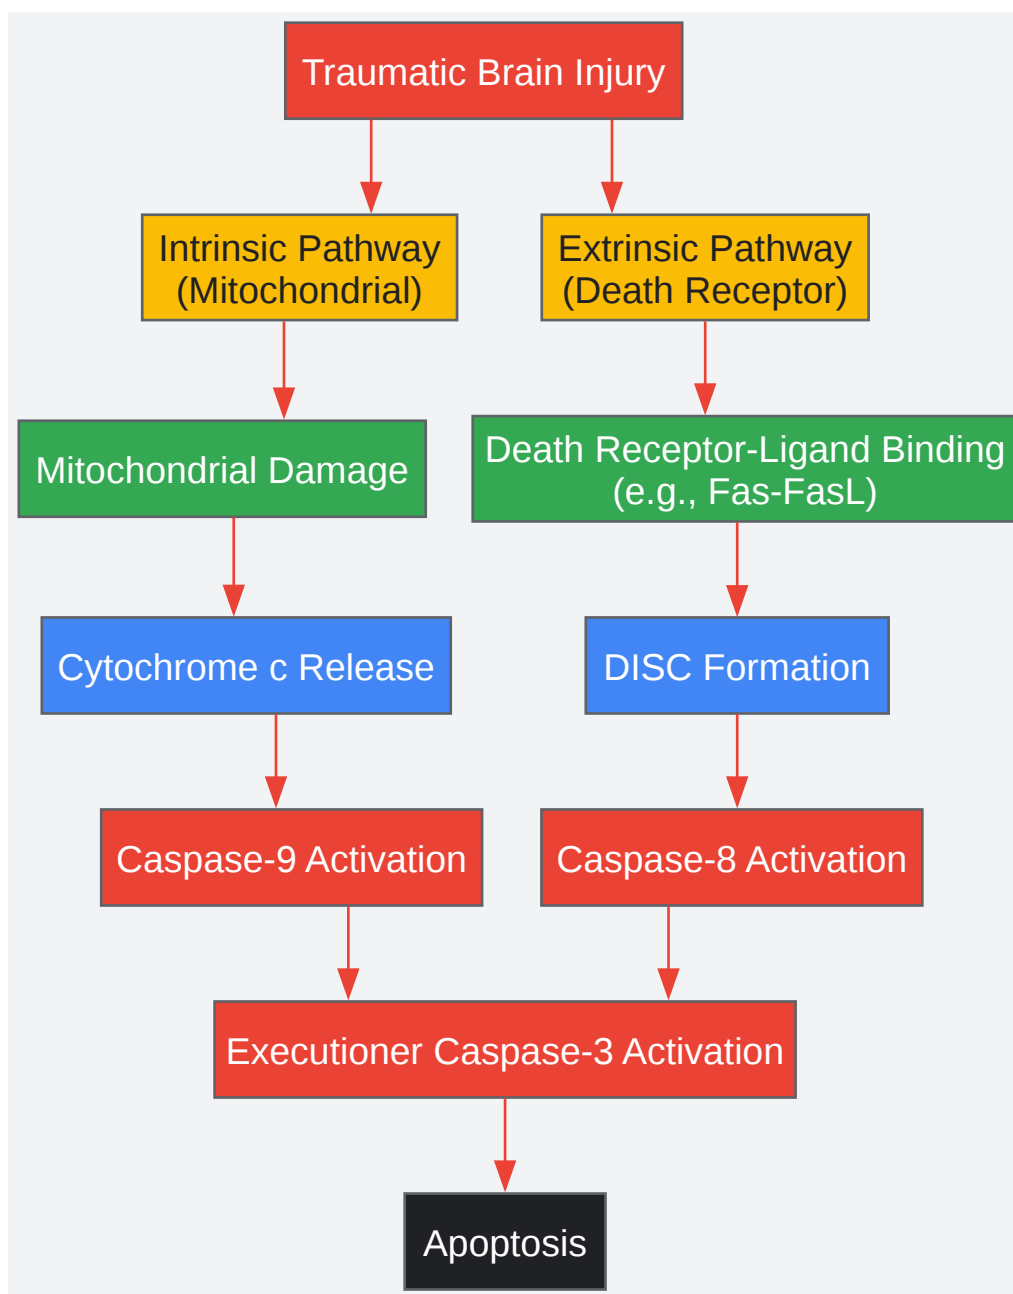 Traumatic Brain Injury
Intrinsic Pathway
(Mitochondrial)
Extrinsic Pathway
(Death Receptor)
Mitochondrial Damage
Death Receptor-Ligand Binding
(e.g., Fas-FasL)
Cytochrome c Release
DISC Formation
Caspase-9 Activation
Caspase-8 Activation
Executioner Caspase-3 Activation
Apoptosis